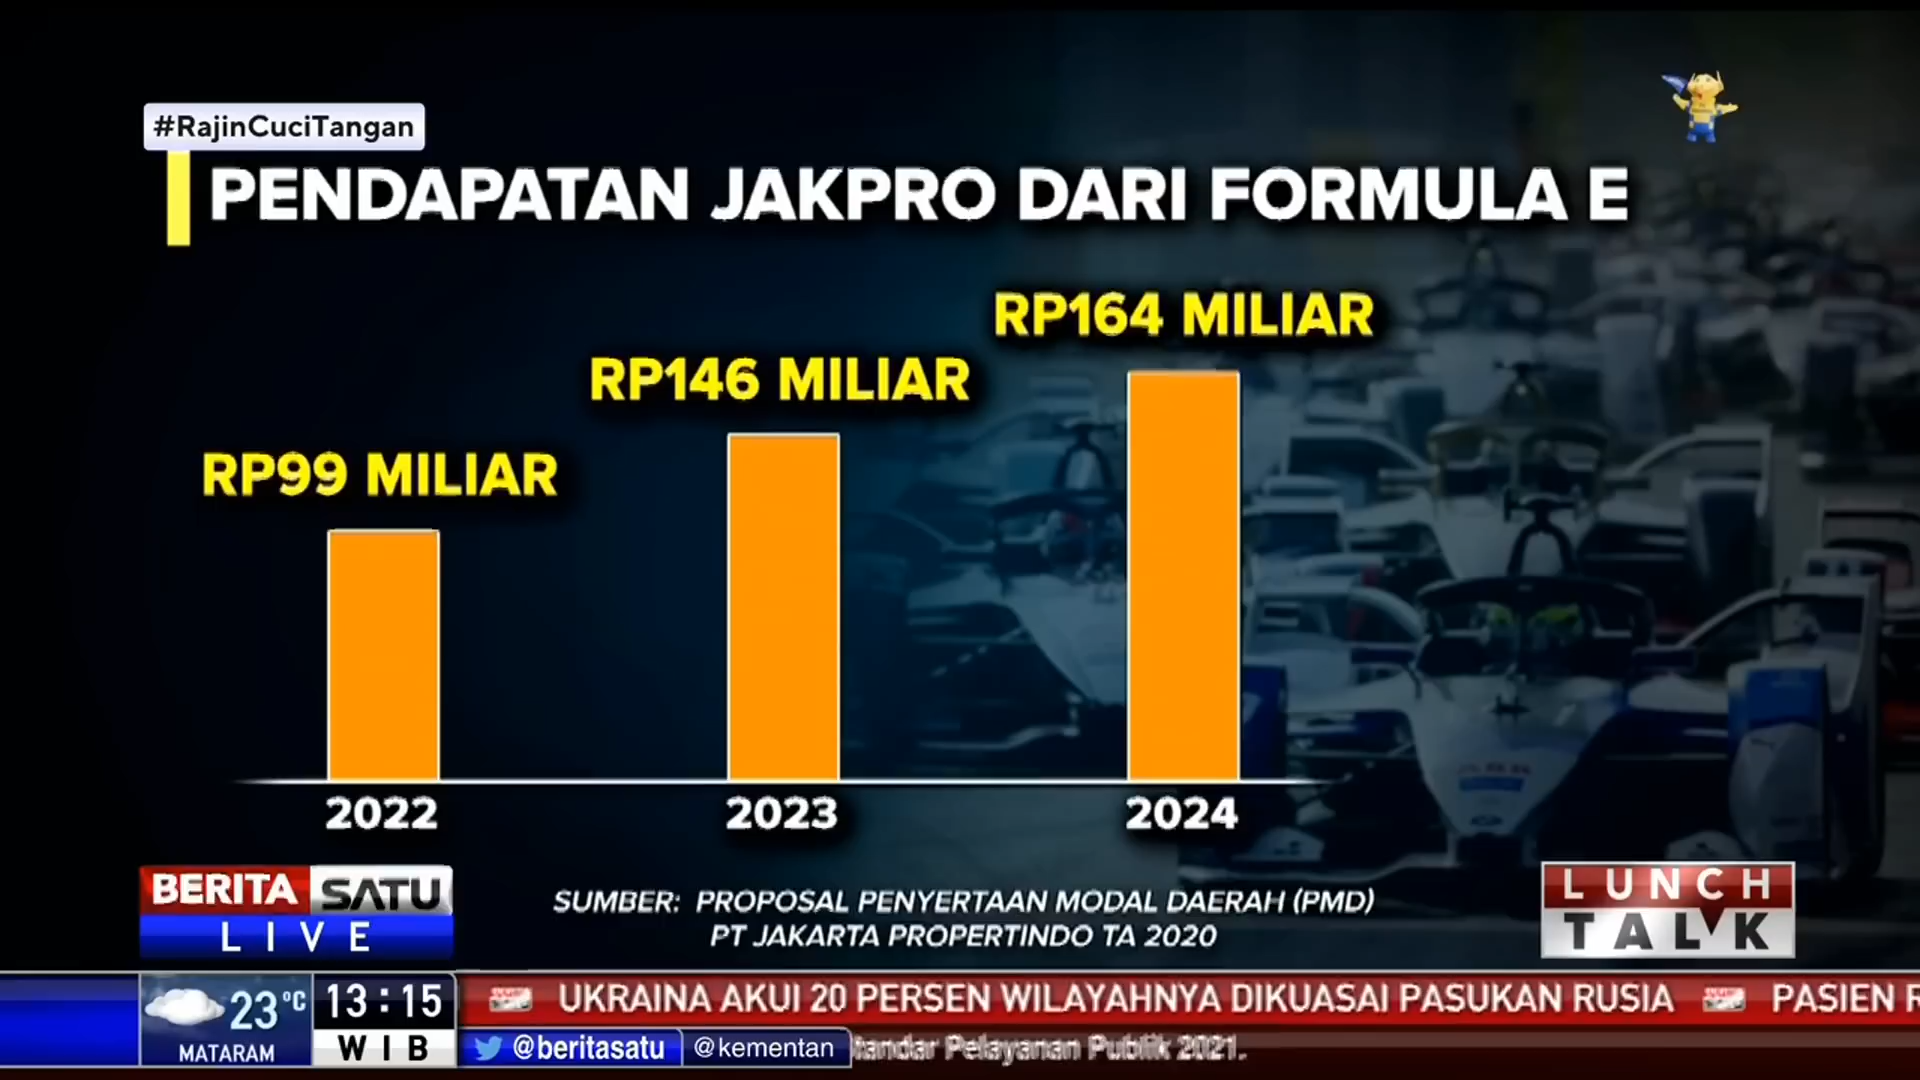 #RajinCuciTangan
PENDAPATAN JAKPRO DARI FORMULA E
RP99 MILIAR
RP146 MILIAR
RP164 MILIAR
2022
2023
2024
BERITA SATU
LIVE
SUMBER: PROPOSAL PENYERTAAN MODAL DAERAH (PMD)
PT JAKARTA PROPERTINDO TA 2020
LUNCH
TALK
23°C
MATARAM
13:15
WIB
UKRAINA AKUI 20 PERSEN WILAYAHNYA DIKUASAI PASUKAN RUSIA
PASIEN
@beritasatu
@kementan
Pelayanan Publik 2021.